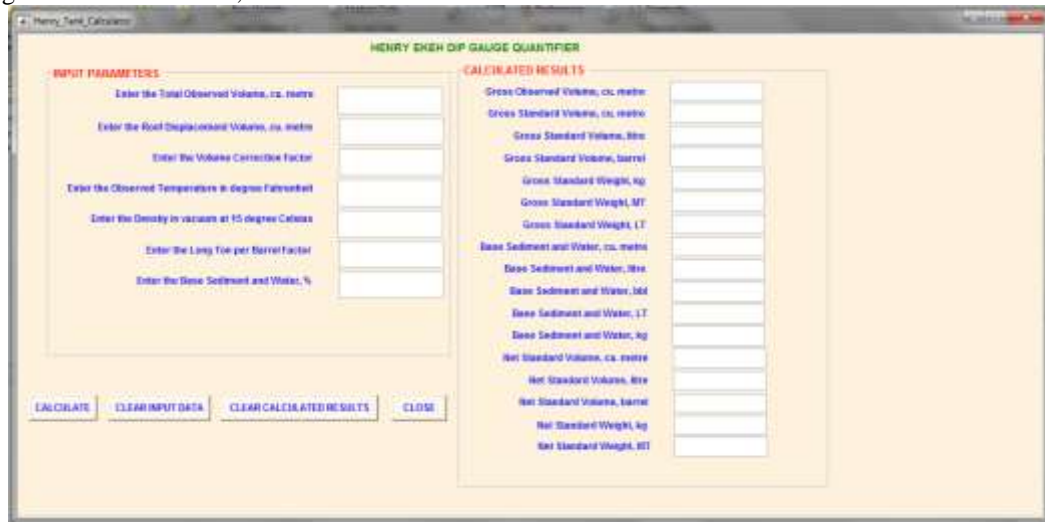 Henry_Tank_Calculator
HENRY EKEH DIP GAUGE QUANTIFIER
INPUT PARAMETERS
Enter the Total Observed Volume, cu. metre
Enter the Roof Displacement Volume, cu. metre
Enter the Volume Correction Factor
Enter the Observed Temperature in degree Fahrenheit
Enter the Density in vacuum at 15 degree Celsius
Enter the Long Ton per Barrel Factor
Enter the Base Sediment and Water, %
CALCULATE
CLEAR INPUT DATA
CLEAR CALCULATED RESULTS
CLOSE
CALCULATED RESULTS
Gross Observed Volume, cu. metre
Gross Standard Volume, cu. metre
Gross Standard Volume, litre
Gross Standard Volume, barrel
Gross Standard Weight, kg
Gross Standard Weight, MT
Gross Standard Weight, LT
Base Sediment and Water, cu. metre
Base Sediment and Water, litre
Base Sediment and Water, bbl
Base Sediment and Water, LT
Base Sediment and Water, kg
Net Standard Volume, cu. metre
Net Standard Volume, litre
Net Standard Volume, barrel
Net Standard Weight, kg
Net Standard Weight, MT